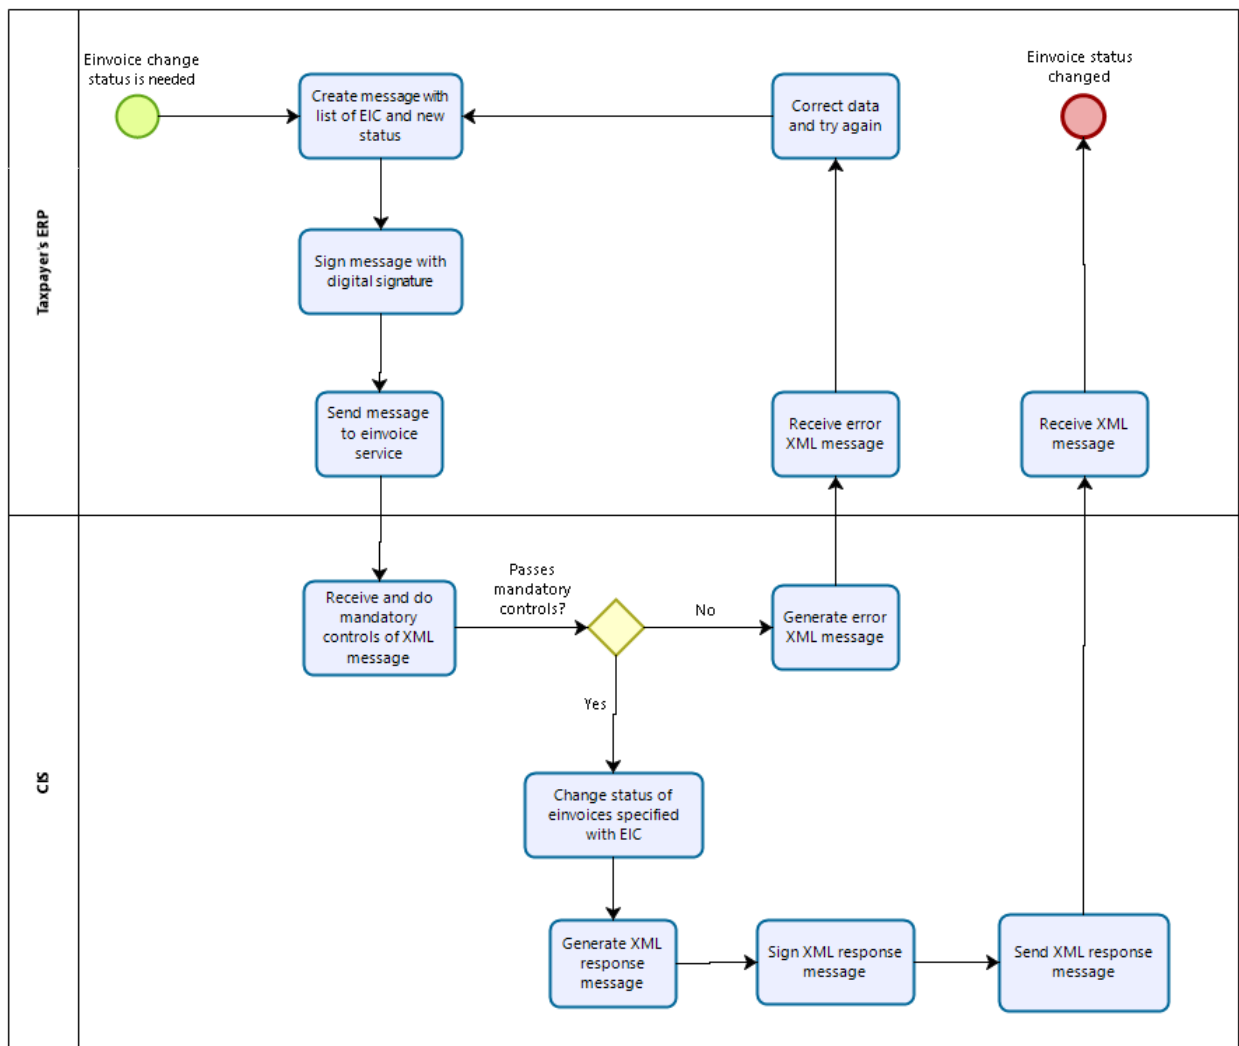 Einvoice change
status is needed
Create message with
list of EIC and new
status
Correct data
and try again
Einvoice status
changed
Taxpayer's ERP
Sign message with
digital signature
Send message
to einvoice
service
Receive error
XML message
Receive XML
message
CIS
Receive and do
mandatory
controls of XML
message
Passes
mandatory
controls?
No
Generate error
XML message
Yes
Change status of
einvoices specified
with EIC
Generate XML
response
message
Sign XML response
message
Send XML response
message